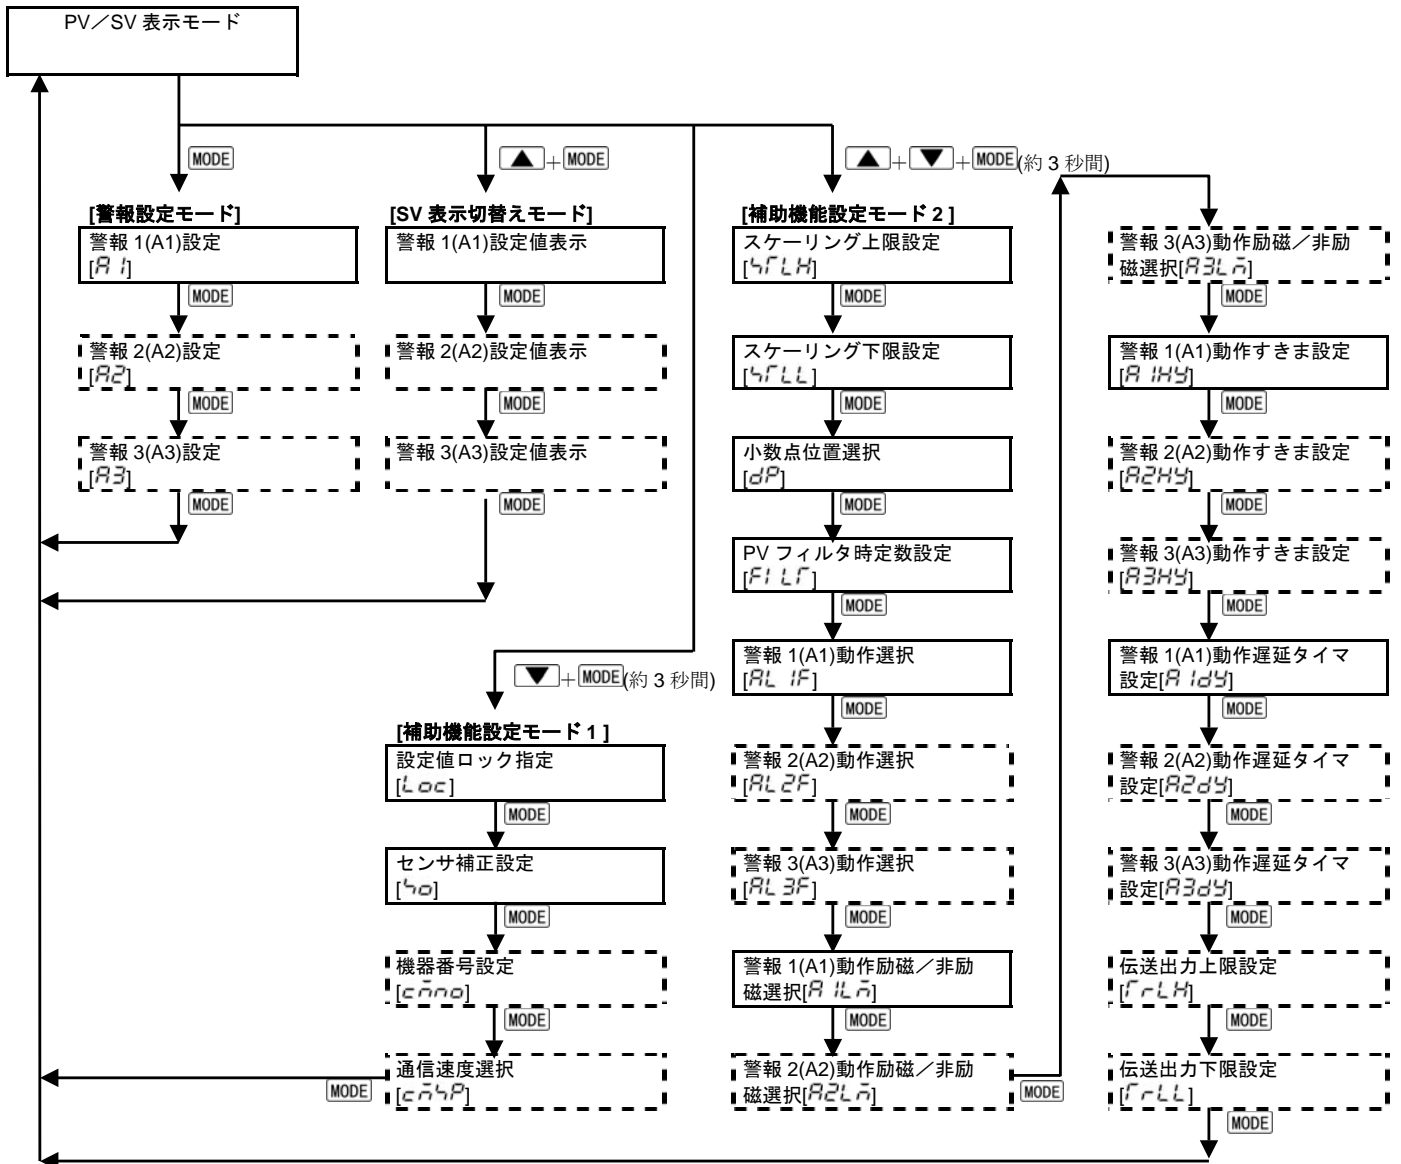 PV／SV 表示モード
MODE
▲＋MODE
▲＋▼＋MODE(約 3 秒間)
[警報設定モード]
警報 1(A1)設定
[A1]
MODE
警報 2(A2)設定
[A2]
MODE
警報 3(A3)設定
[A3]
MODE
[SV 表示切替えモード]
警報 1(A1)設定値表示
MODE
警報 2(A2)設定値表示
MODE
警報 3(A3)設定値表示
MODE
▼＋MODE(約 3 秒間)
[補助機能設定モード 1 ]
設定値ロック指定
[Loc]
MODE
センサ補正設定
[So]
MODE
機器番号設定
[cmno]
MODE
通信速度選択
[cmSP]
MODE
[補助機能設定モード 2 ]
スケーリング上限設定
[SCLH]
MODE
スケーリング下限設定
[SCLL]
MODE
小数点位置選択
[dP]
MODE
PV フィルタ時定数設定
[FILT]
MODE
警報 1(A1)動作選択
[AL1F]
MODE
警報 2(A2)動作選択
[AL2F]
MODE
警報 3(A3)動作選択
[AL3F]
MODE
警報 1(A1)動作励磁／非励
磁選択[A1Lm]
MODE
警報 2(A2)動作励磁／非励
磁選択[A2Lm]
MODE
警報 3(A3)動作励磁／非励
磁選択[A3Lm]
MODE
警報 1(A1)動作すきま設定
[A1HY]
MODE
警報 2(A2)動作すきま設定
[A2HY]
MODE
警報 3(A3)動作すきま設定
[A3HY]
MODE
警報 1(A1)動作遅延タイマ
設定[A1dY]
MODE
警報 2(A2)動作遅延タイマ
設定[A2dY]
MODE
警報 3(A3)動作遅延タイマ
設定[A3dY]
MODE
伝送出力上限設定
[TrLH]
MODE
伝送出力下限設定
[TrLL]
MODE